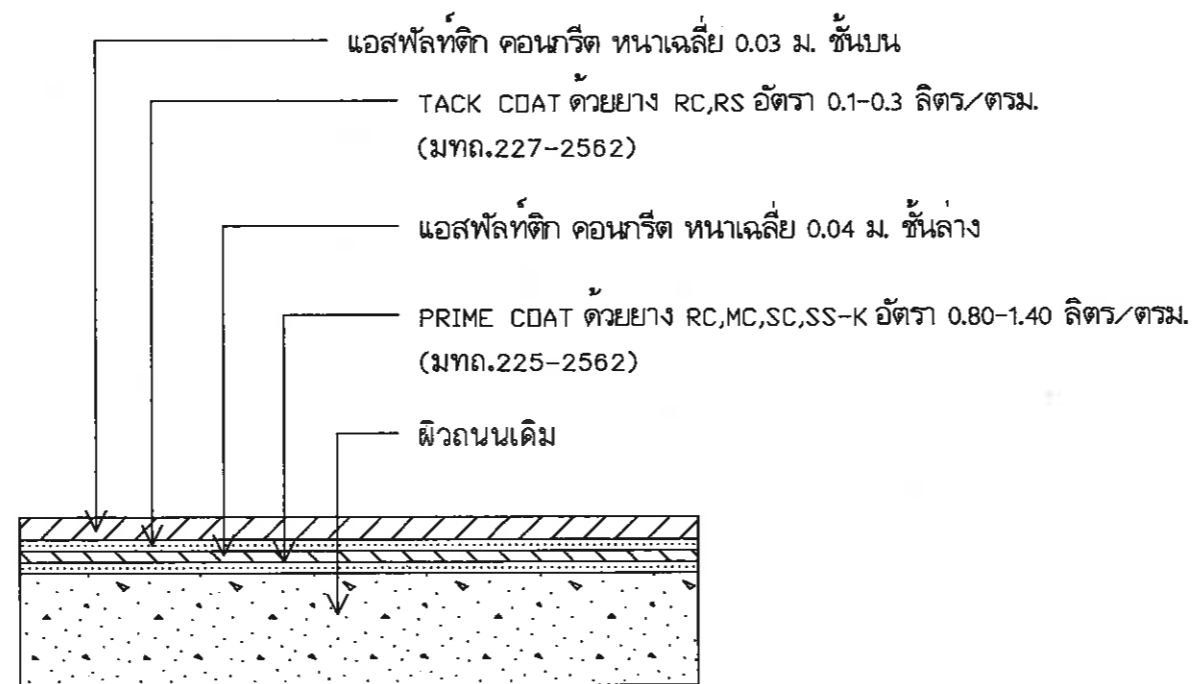 แอสฟัลท์ติก คอนกรีต หนาเฉลี่ย 0.03 ม. ชั้นบน
TACK COAT ด้วยยาง RC,RS อัตรา 0.1-0.3 ลิตร/ตรม.
(มทถ.227-2562)
แอสฟัลท์ติก คอนกรีต หนาเฉลี่ย 0.04 ม. ชั้นล่าง
PRIME COAT ด้วยยาง RC,MC,SC,SS-K อัตรา 0.80-1.40 ลิตร/ตรม.
(มทถ.225-2562)
ผิวถนนเดิม